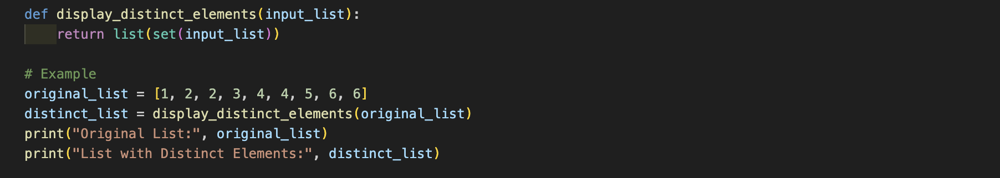 def display_distinct_elements(input_list):
    return list(set(input_list))

# Example
original_list = [1, 2, 2, 3, 4, 4, 5, 6, 6]
distinct_list = display_distinct_elements(original_list)
print("Original List:", original_list)
print("List with Distinct Elements:", distinct_list)